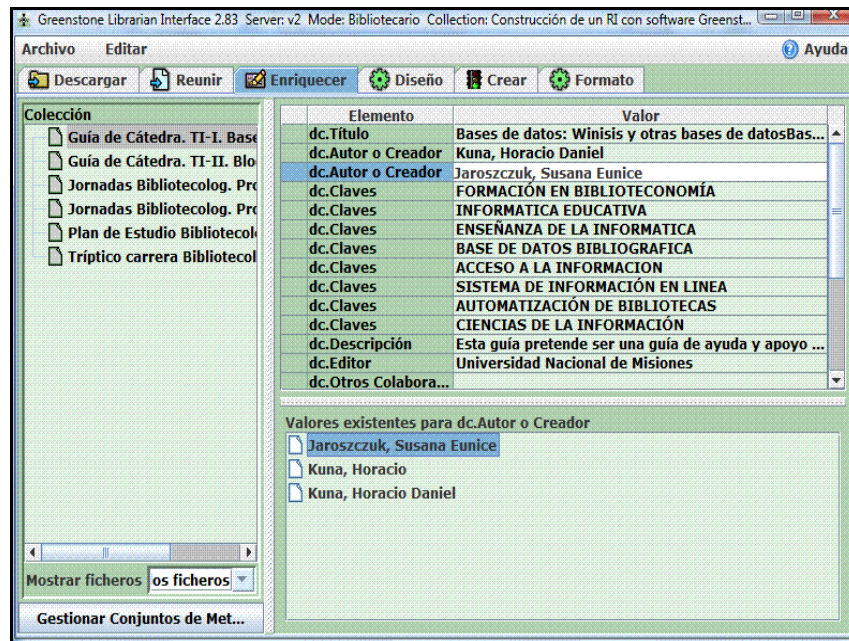 Greenstone Librarian Interface 2.83 Server: v2 Mode: Bibliotecario Collection: Construcción de un RI con software Greenst...
Archivo Editar Ayuda
Descargar Reunir Enriquecer Diseño Crear Formato
Colección
Guía de Cátedra. TI-I. Base
Guía de Cátedra. TI-II. Blo
Jornadas Bibliotecolog. Pro
Jornadas Bibliotecolog. Pro
Plan de Estudio Bibliotecol
Tríptico carrera Bibliotecol
Mostrar ficheros os ficheros
Gestionar Conjuntos de Met...
Elemento Valor
dc.Título Bases de datos: Winisis y otras bases de datosBas...
dc.Autor o Creador Kuna, Horacio Daniel
dc.Autor o Creador Jaroszczuk, Susana Eunice
dc.Claves FORMACIÓN EN BIBLIOTECONOMÍA
dc.Claves INFORMATICA EDUCATIVA
dc.Claves ENSEÑANZA DE LA INFORMATICA
dc.Claves BASE DE DATOS BIBLIOGRAFICA
dc.Claves ACCESO A LA INFORMACION
dc.Claves SISTEMA DE INFORMACIÓN EN LINEA
dc.Claves AUTOMATIZACIÓN DE BIBLIOTECAS
dc.Claves CIENCIAS DE LA INFORMACIÓN
dc.Descripción Esta guía pretende ser una guía de ayuda y apoyo ...
dc.Editor Universidad Nacional de Misiones
dc.Otros Colabora...
Valores existentes para dc.Autor o Creador
Jaroszczuk, Susana Eunice
Kuna, Horacio
Kuna, Horacio Daniel